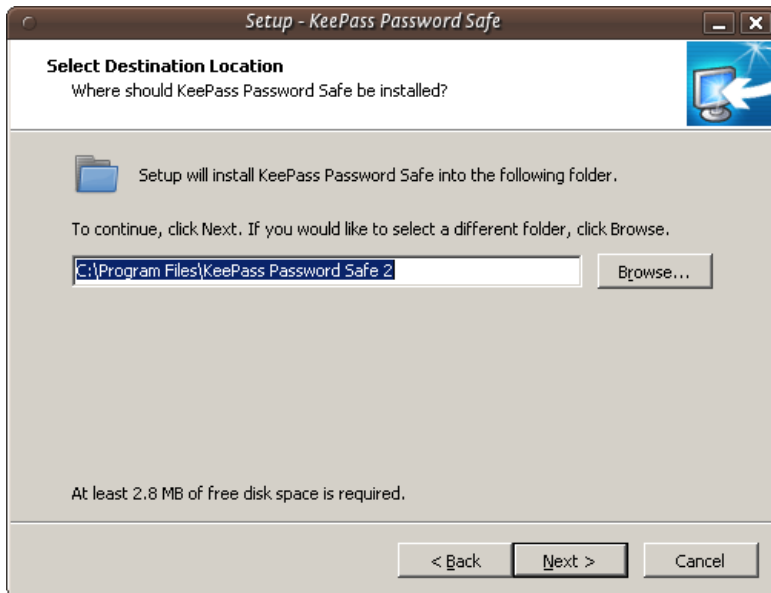 Setup - KeePass Password Safe
Select Destination Location
Where should KeePass Password Safe be installed?
Setup will install KeePass Password Safe into the following folder.
To continue, click Next. If you would like to select a different folder, click Browse.
C:\Program Files\KeePass Password Safe 2
Browse...
At least 2.8 MB of free disk space is required.
< Back
Next >
Cancel